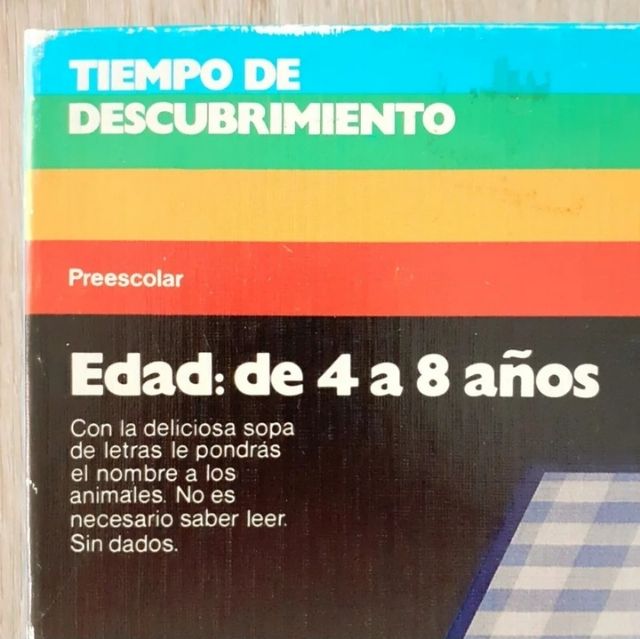 TIEMPO DE
DESCUBRIMIENTO
Preescolar
Edad: de 4 a 8 años
Con la deliciosa sopa
de letras le pondrás
el nombre a los
animales. No es
necesario saber leer.
Sin dados.